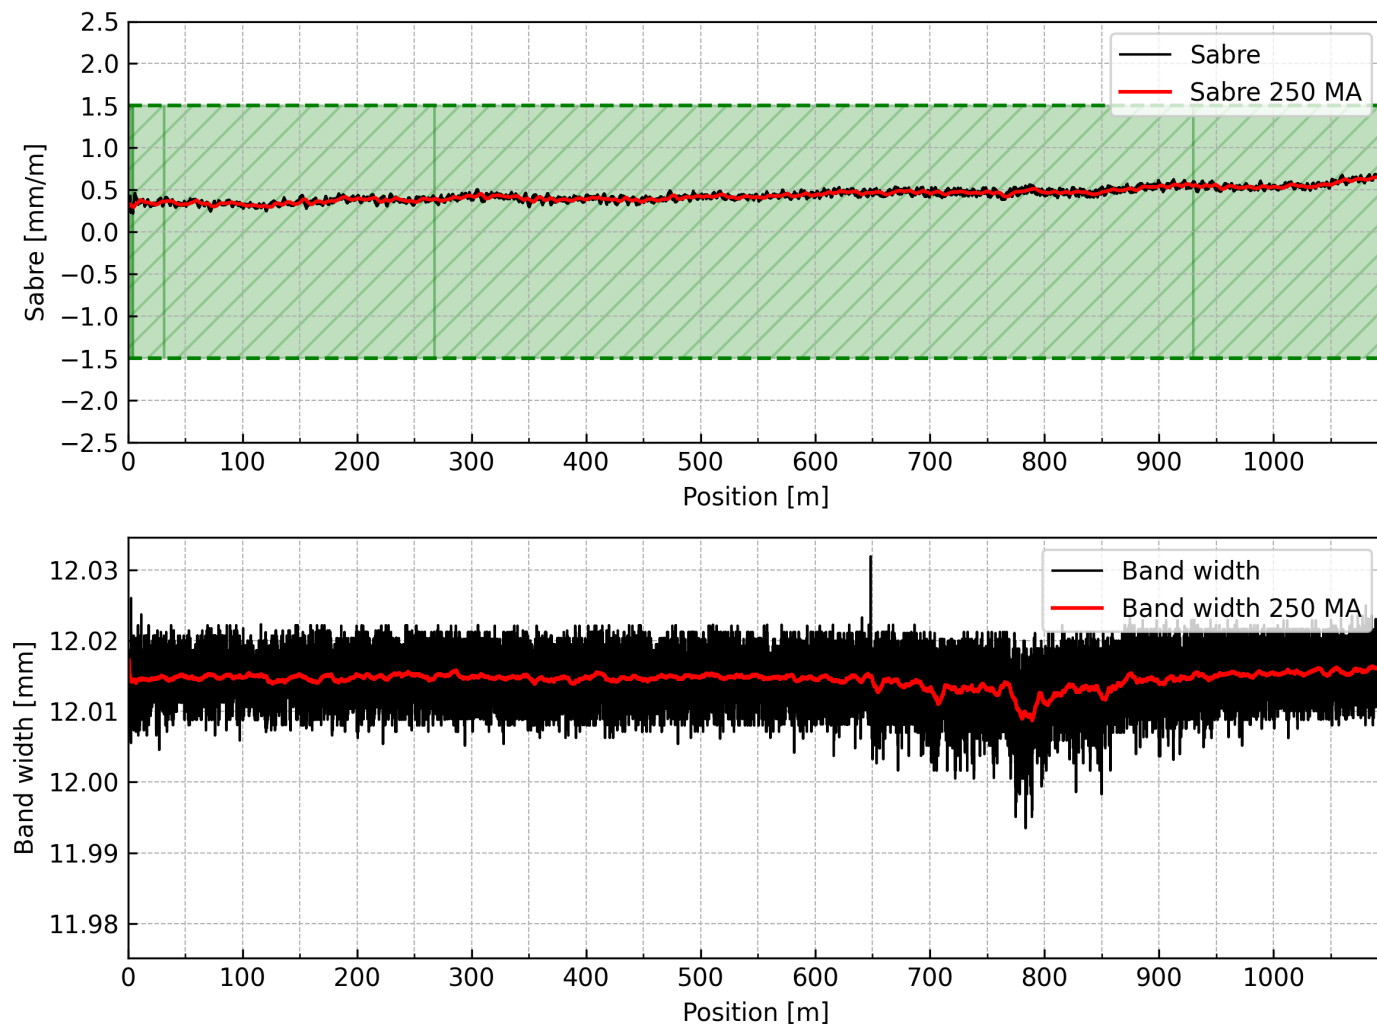 2.5
2.0
1.5
1.0
0.5
0.0
−0.5
−1.0
−1.5
−2.0
−2.5
Sabre [mm/m]
Sabre
Sabre 250 MA
0 100 200 300 400 500 600 700 800 900 1000
Position [m]
12.03
12.02
12.01
12.00
11.99
11.98
Band width [mm]
Band width
Band width 250 MA
0 100 200 300 400 500 600 700 800 900 1000
Position [m]